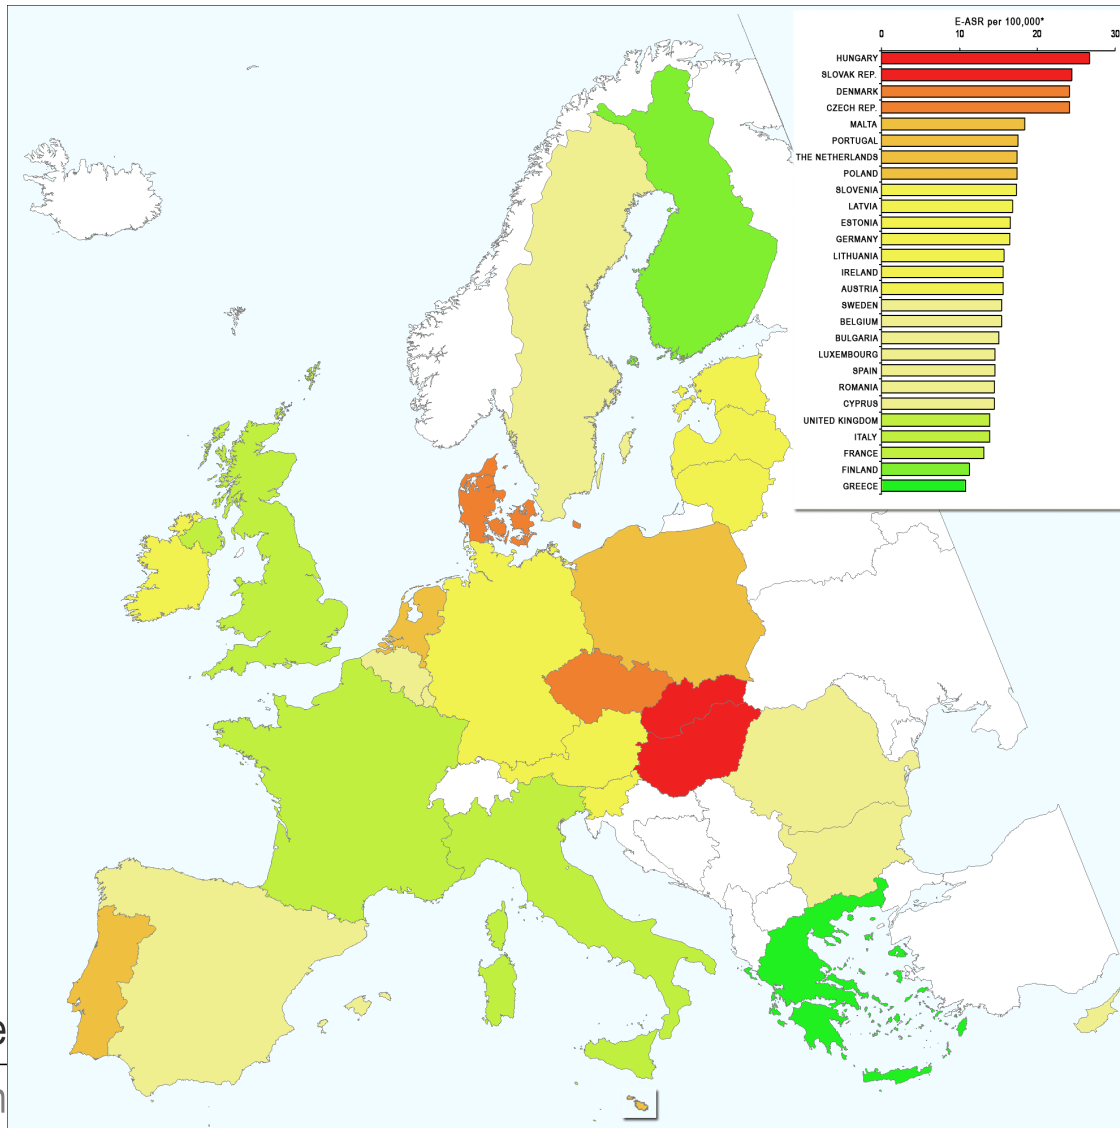 E-ASR per 100,000*
0 10 20 30
HUNGARY
SLOVAK REP.
DENMARK
CZECH REP.
MALTA
PORTUGAL
THE NETHERLANDS
POLAND
SLOVENIA
LATVIA
ESTONIA
GERMANY
LITHUANIA
IRELAND
AUSTRIA
SWEDEN
BELGIUM
BULGARIA
LUXEMBOURG
SPAIN
ROMANIA
CYPRUS
UNITED KINGDOM
ITALY
FRANCE
FINLAND
GREECE